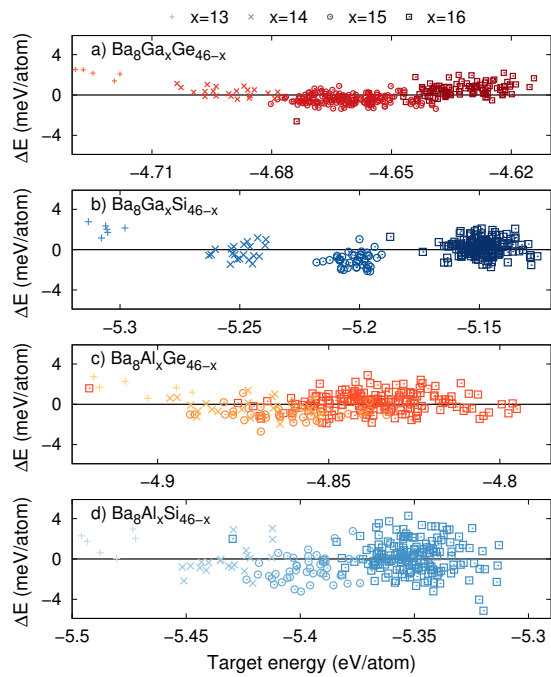 x=13 x=14 x=15 x=16
a) Ba8GaxGe46−x
ΔE (meV/atom)
4
0
−4
−4.71 −4.68 −4.65 −4.62
b) Ba8GaxSi46−x
ΔE (meV/atom)
4
0
−4
−5.3 −5.25 −5.2 −5.15
c) Ba8AlxGe46−x
ΔE (meV/atom)
4
0
−4
−4.9 −4.85 −4.8
d) Ba8AlxSi46−x
ΔE (meV/atom)
4
0
−4
−5.5 −5.45 −5.4 −5.35 −5.3
Target energy (eV/atom)